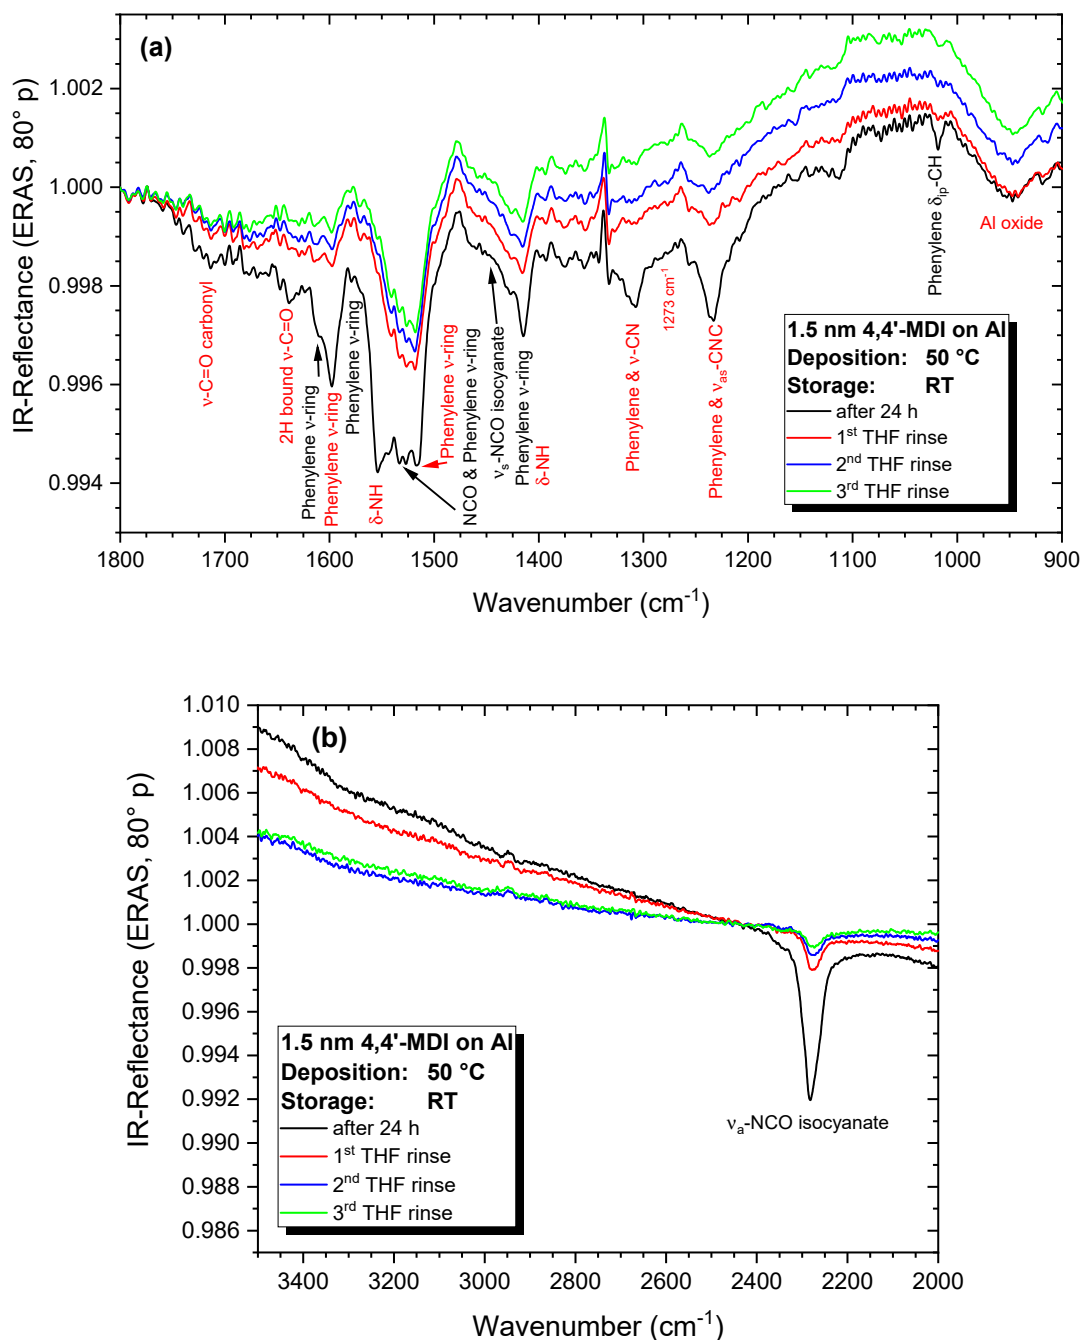 (a)
IR-Reflectance (ERAS, 80° p)
1.002
1.000
0.998
0.996
0.994
ν-C=O carbonyl
2H bound ν-C=O
Phenylene ν-ring
Phenylene ν-ring
Phenylene ν-ring
δ-NH
NCO & Phenylene ν-ring
Phenylene ν-ring
νs-NCO isocyanate
Phenylene ν-ring
δ-NH
Phenylene & ν-CN
1273 cm-1
Phenylene & νas-CNC
Phenylene δip-CH
Al oxide
1.5 nm 4,4'-MDI on Al
Deposition: 50 °C
Storage: RT
after 24 h
1st THF rinse
2nd THF rinse
3rd THF rinse
1800 1700 1600 1500 1400 1300 1200 1100 1000 900
Wavenumber (cm-1)
(b)
IR-Reflectance (ERAS, 80° p)
1.010
1.008
1.006
1.004
1.002
1.000
0.998
0.996
0.994
0.992
0.990
0.988
0.986
νa-NCO isocyanate
1.5 nm 4,4'-MDI on Al
Deposition: 50 °C
Storage: RT
after 24 h
1st THF rinse
2nd THF rinse
3rd THF rinse
3400 3200 3000 2800 2600 2400 2200 2000
Wavenumber (cm-1)